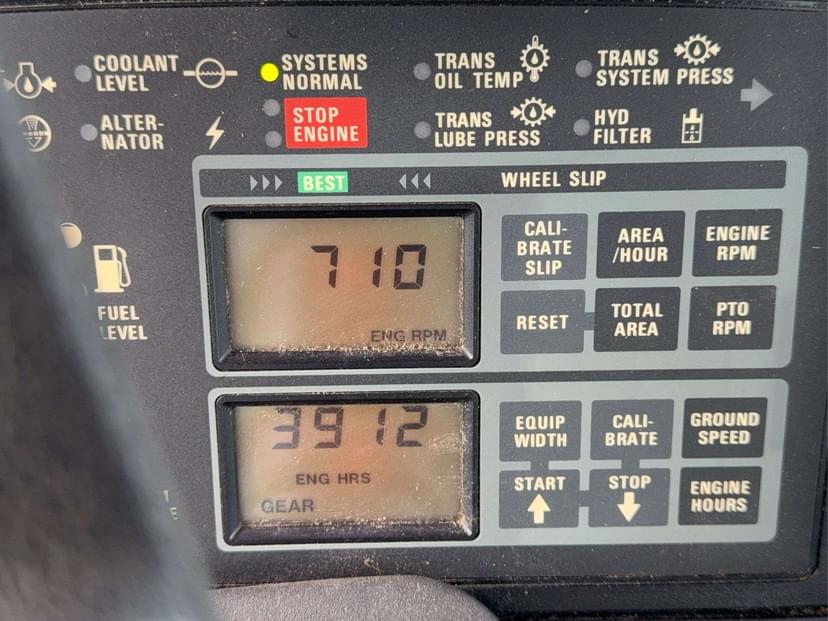 COOLANT
LEVEL
SYSTEMS
NORMAL
TRANS
OIL TEMP
TRANS
SYSTEM PRESS
ALTER-
NATOR
STOP
ENGINE
TRANS
LUBE PRESS
HYD
FILTER
BEST
WHEEL SLIP
FUEL
LEVEL
710
ENG RPM
CALI-
BRATE
SLIP
AREA
/HOUR
ENGINE
RPM
RESET
TOTAL
AREA
PTO
RPM
3912
ENG HRS
GEAR
EQUIP
WIDTH
CALI-
BRATE
GROUND
SPEED
START
STOP
ENGINE
HOURS